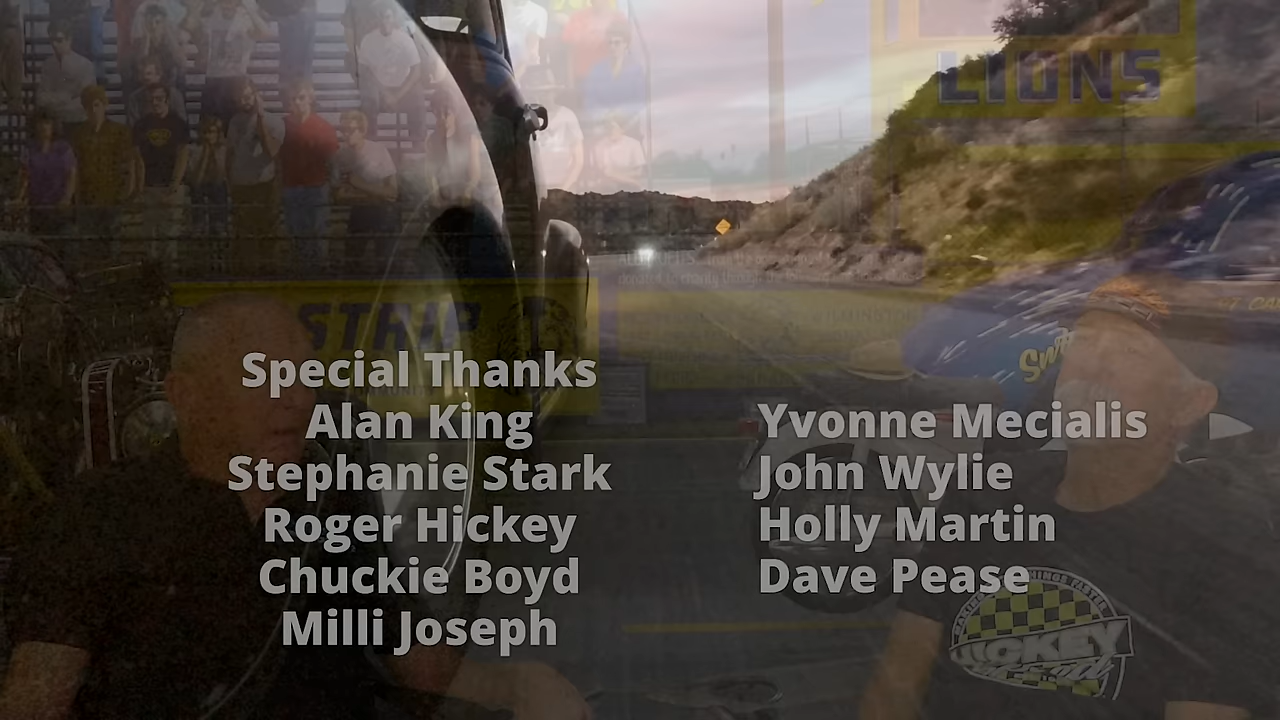 LIONS
STRIP
Special Thanks
Alan King
Stephanie Stark
Roger Hickey
Chuckie Boyd
Milli Joseph
Yvonne Mecialis
John Wylie
Holly Martin
Dave Pease